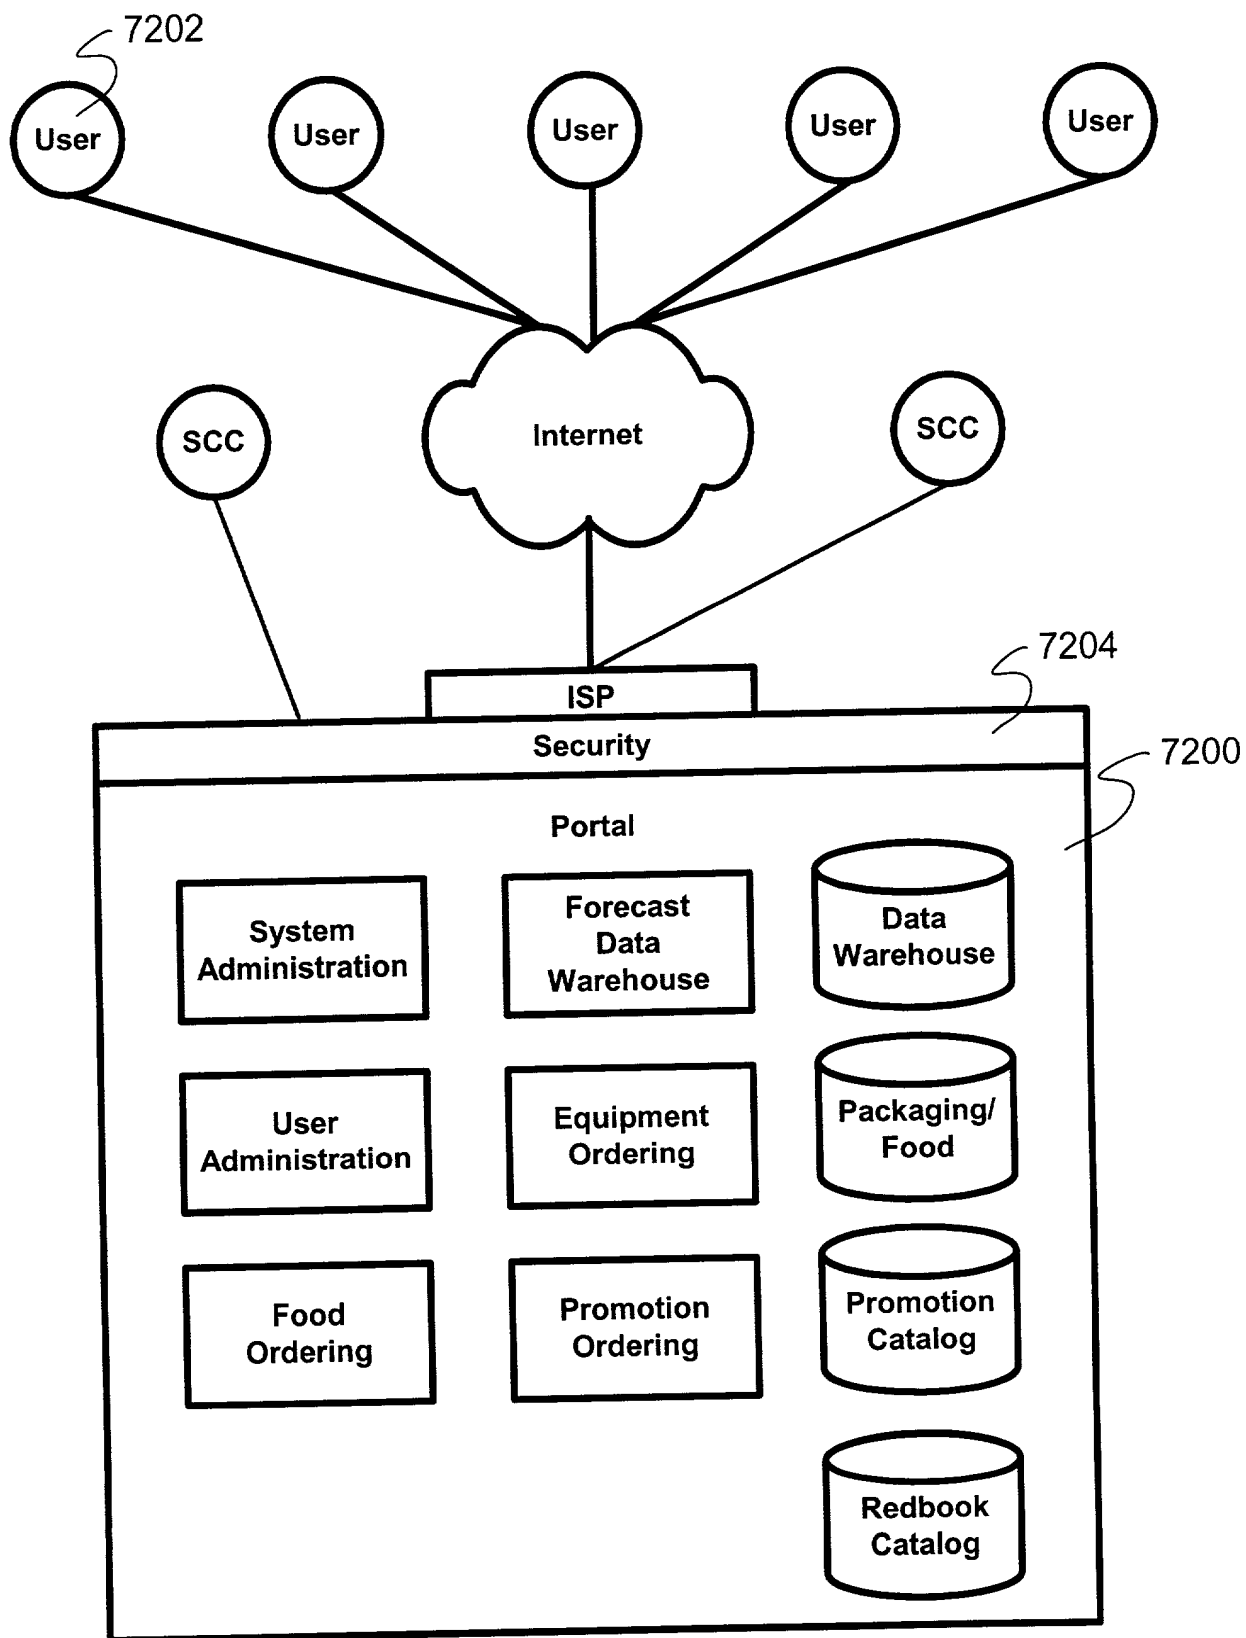 7202
User
User
User
User
User
SCC
Internet
SCC
7204
ISP
Security
7200
Portal
System
Administration
Forecast
Data
Warehouse
Data
Warehouse
User
Administration
Equipment
Ordering
Packaging/
Food
Food
Ordering
Promotion
Ordering
Promotion
Catalog
Redbook
Catalog